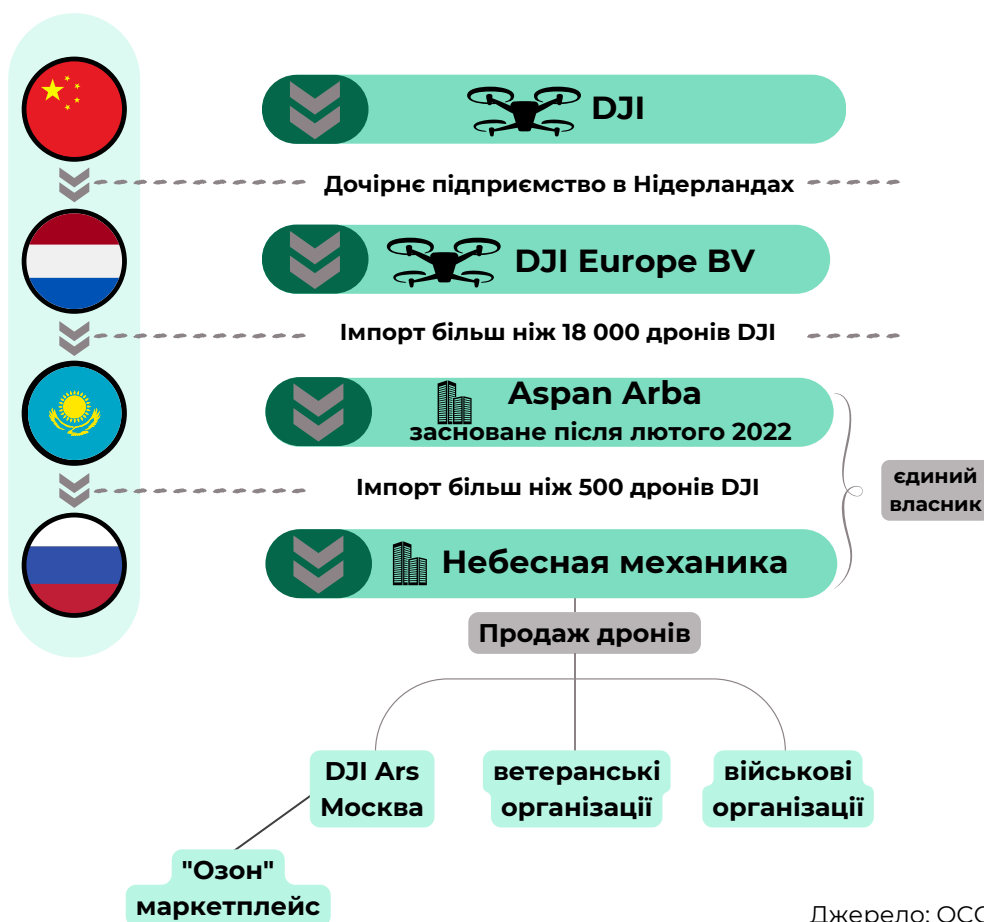 DJI
Дочірнє підприємство в Нідерландах
DJI Europe BV
Імпорт більш ніж 18 000 дронів DJI
Aspan Arba
засноване після лютого 2022
Імпорт більш ніж 500 дронів DJI
єдиний
власник
Небесная механика
Продаж дронів
DJI Ars
Москва
ветеранські
організації
військові
організації
"Озон"
маркетплейс
Джерело: